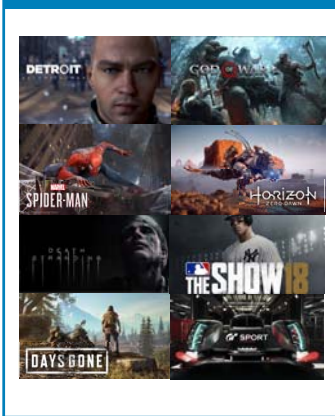 DETROIT
GOD OF WAR
MARVEL
SPIDER-MAN
HORIZON
ZERO DAWN
DEATH
STRANDING
THE SHOW 18
DAYS GONE
GT SPORT